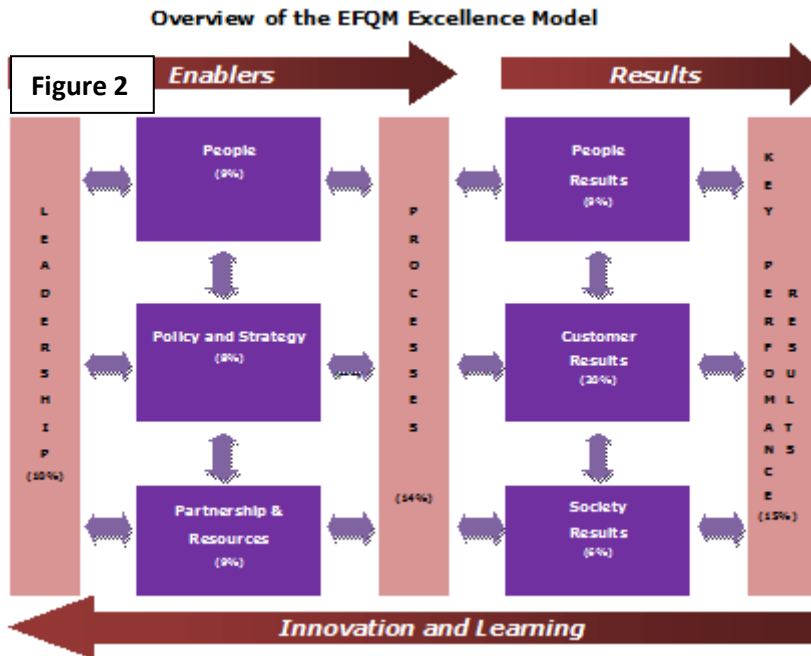 Overview of the EFQM Excellence Model
Enablers
Results
Figure 2
LEADERSHIP
(10%)
People
(9%)
Policy and Strategy
(8%)
Partnership &
Resources
(9%)
PROCESSES
(14%)
People
Results
(9%)
Customer
Results
(20%)
Society
Results
(6%)
KEY PERFOMANCE
RESULTS
(15%)
Innovation and Learning